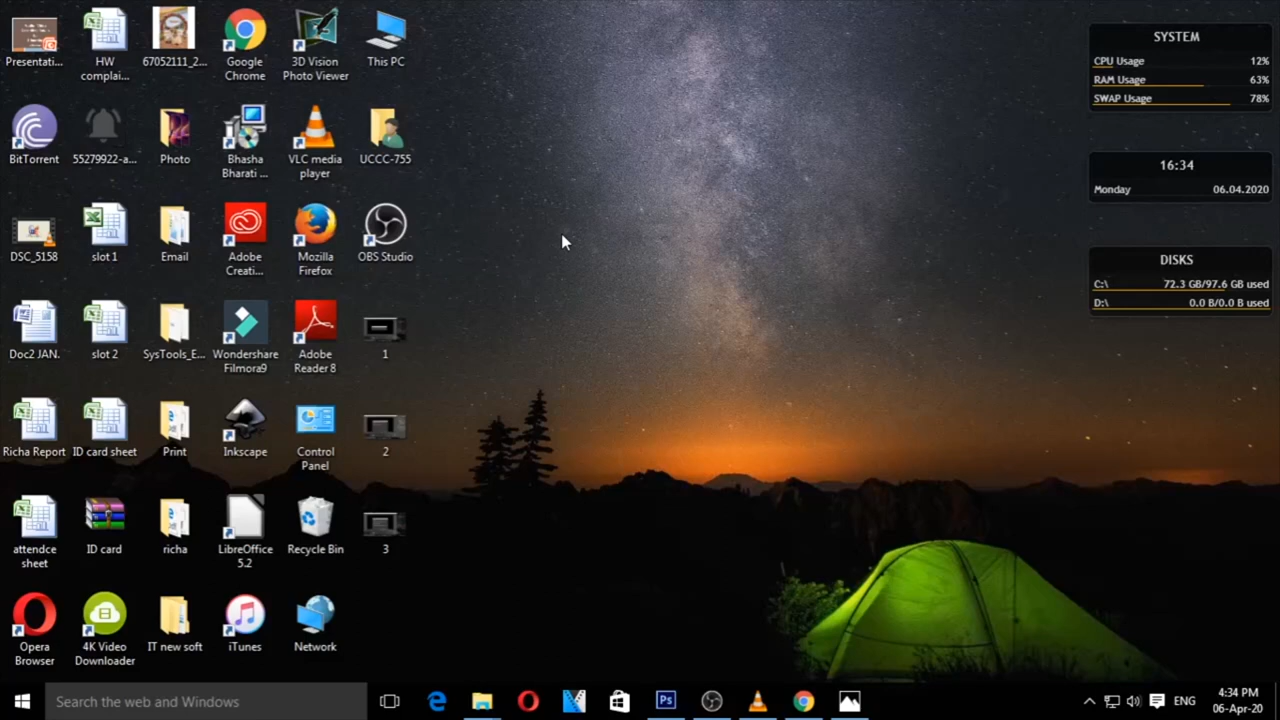 Presentati...
HW
complai...
67052111_2...
Google
Chrome
3D Vision
Photo Viewer
This PC
BitTorrent
55279922-a...
Photo
Bhasha
Bharati ...
VLC media
player
UCCC-755
DSC_5158
slot 1
Email
Adobe
Creati...
Mozilla
Firefox
OBS Studio
Doc2 JAN.
slot 2
SysTools_E...
Wondershare
Filmora9
Adobe
Reader 8
1
Richa Report
ID card sheet
Print
Inkscape
Control
Panel
2
attendce
sheet
ID card
richa
LibreOffice
5.2
Recycle Bin
3
Opera
Browser
4K Video
Downloader
IT new soft
iTunes
Network
SYSTEM
CPU Usage 12%
RAM Usage 63%
SWAP Usage 78%
16:34
Monday 06.04.2020
DISKS
C:\ 72.3 GB/97.6 GB used
D:\ 0.0 B/0.0 B used
Search the web and Windows
Ps
ENG
4:34 PM
06-Apr-20